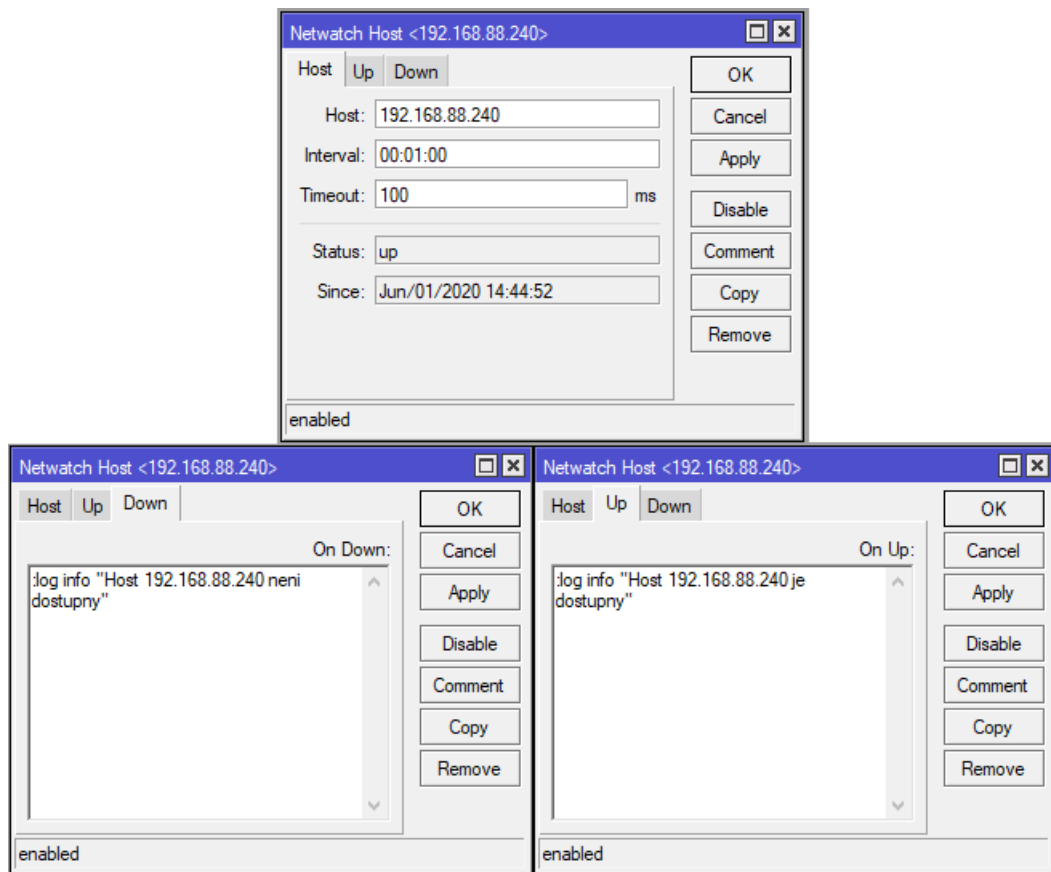 Netwatch Host <192.168.88.240>
Host Up Down
OK
Host: 192.168.88.240
Cancel
Interval: 00:01:00
Apply
Timeout: 100 ms
Disable
Status: up
Comment
Since: Jun/01/2020 14:44:52
Copy
Remove
enabled
Netwatch Host <192.168.88.240>
Host Up Down
OK
On Down:
Cancel
:log info "Host 192.168.88.240 neni
dostupny"
Apply
Disable
Comment
Copy
Remove
enabled
Netwatch Host <192.168.88.240>
Host Up Down
OK
On Up:
Cancel
:log info "Host 192.168.88.240 je
dostupny"
Apply
Disable
Comment
Copy
Remove
enabled